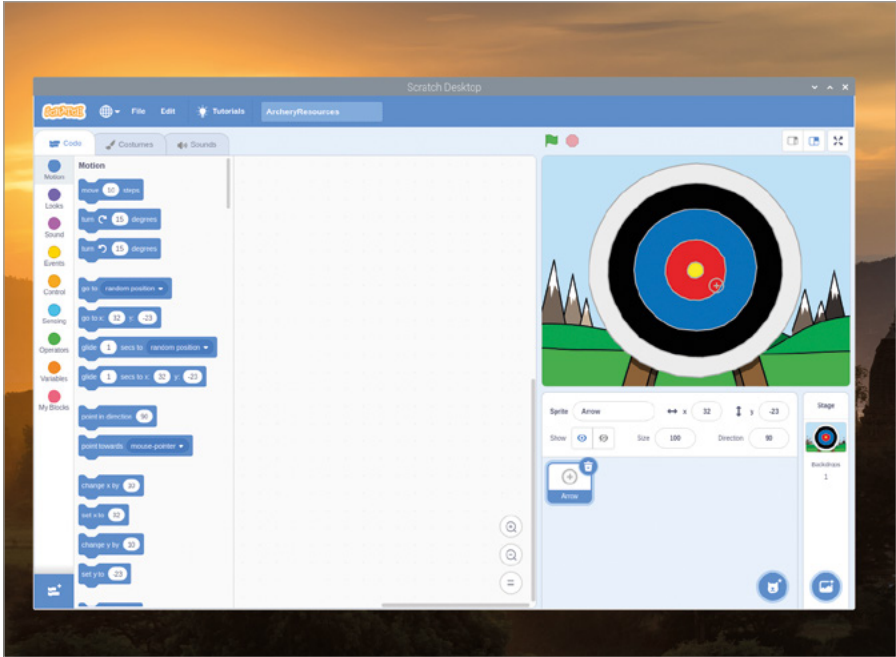 Scratch Desktop
SCRATCH File Edit Tutorials ArcheryResources
Code Costumes Sounds
Motion
Looks
Sound
Events
Control
Sensing
Operators
Variables
My Blocks
Motion
move 10 steps
turn 15 degrees
turn 15 degrees
go to random position
go to x: 32 y: -23
glide 1 secs to random position
glide 1 secs to x: 32 y: -23
point in direction 90
point towards mouse-pointer
change x by 10
set x to 32
change y by 10
set y to -23
Sprite Arrow x 32 y -23
Show Size 100 Direction 90
Arrow
Stage
Backdrops
1